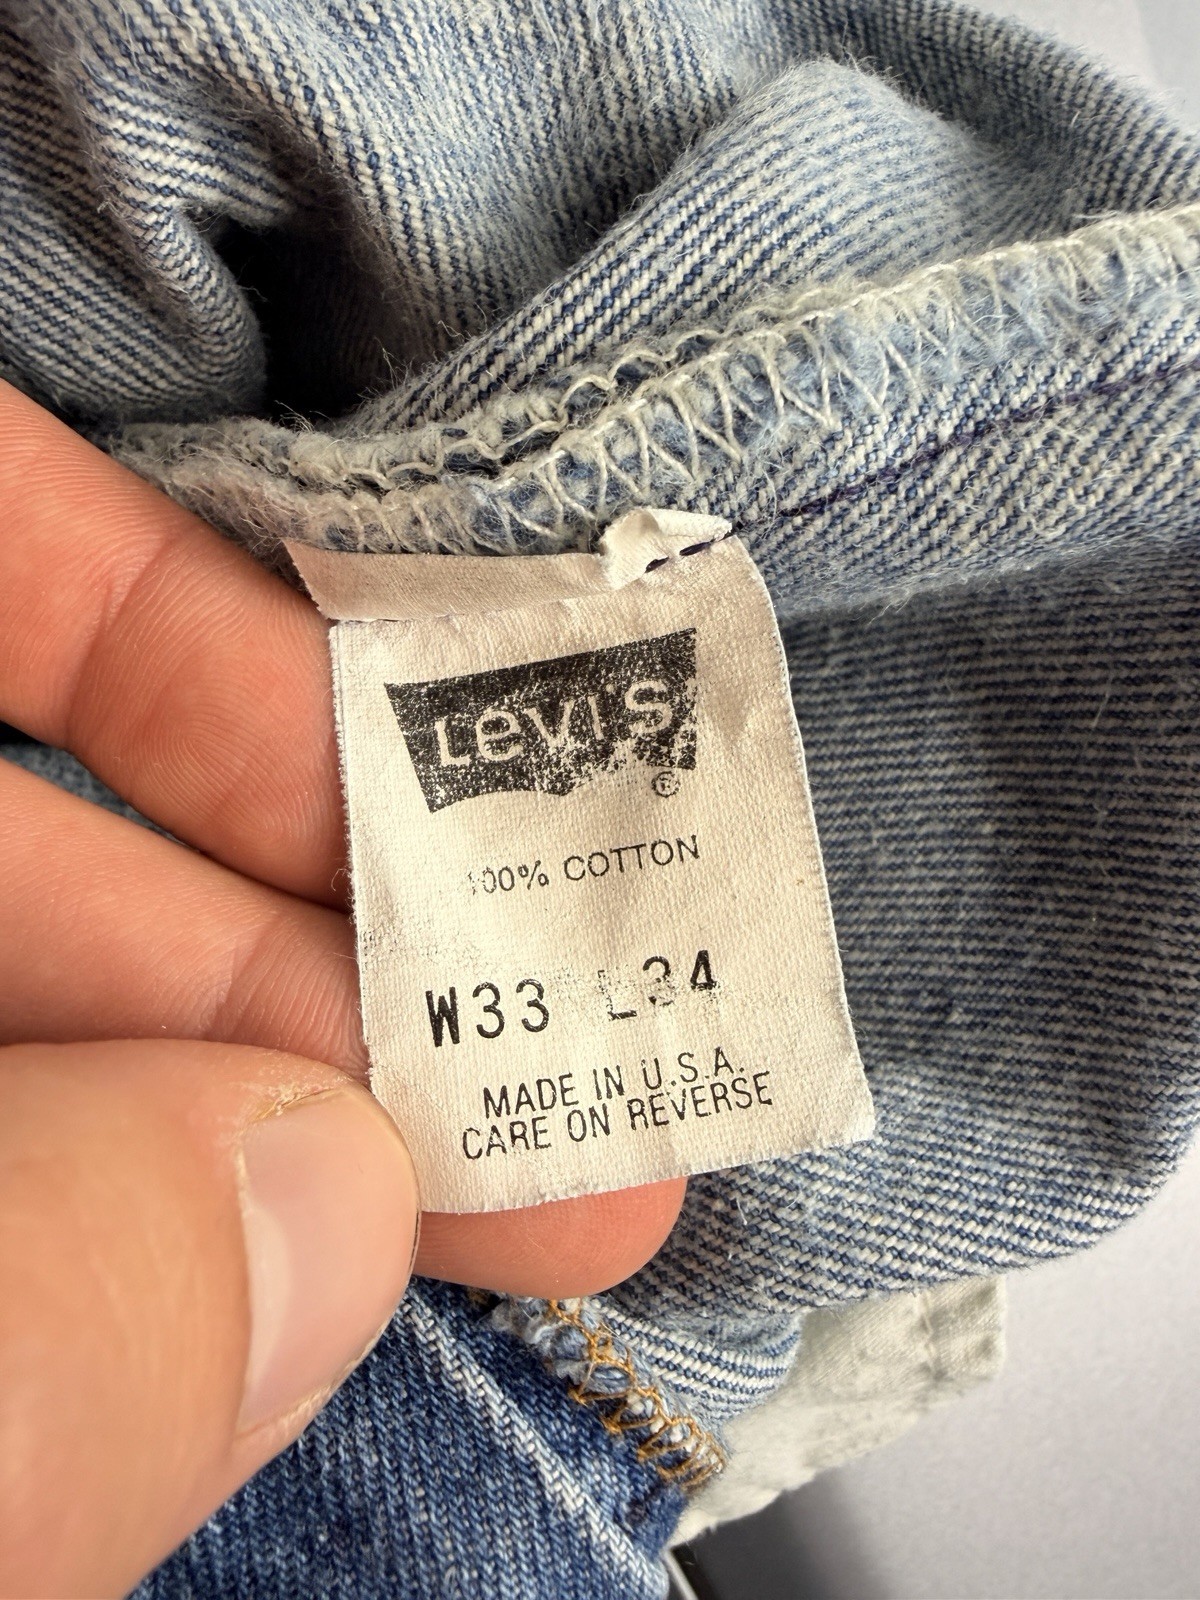 Levi's
®
100% COTTON
W33 L34
MADE IN U.S.A.
CARE ON REVERSE